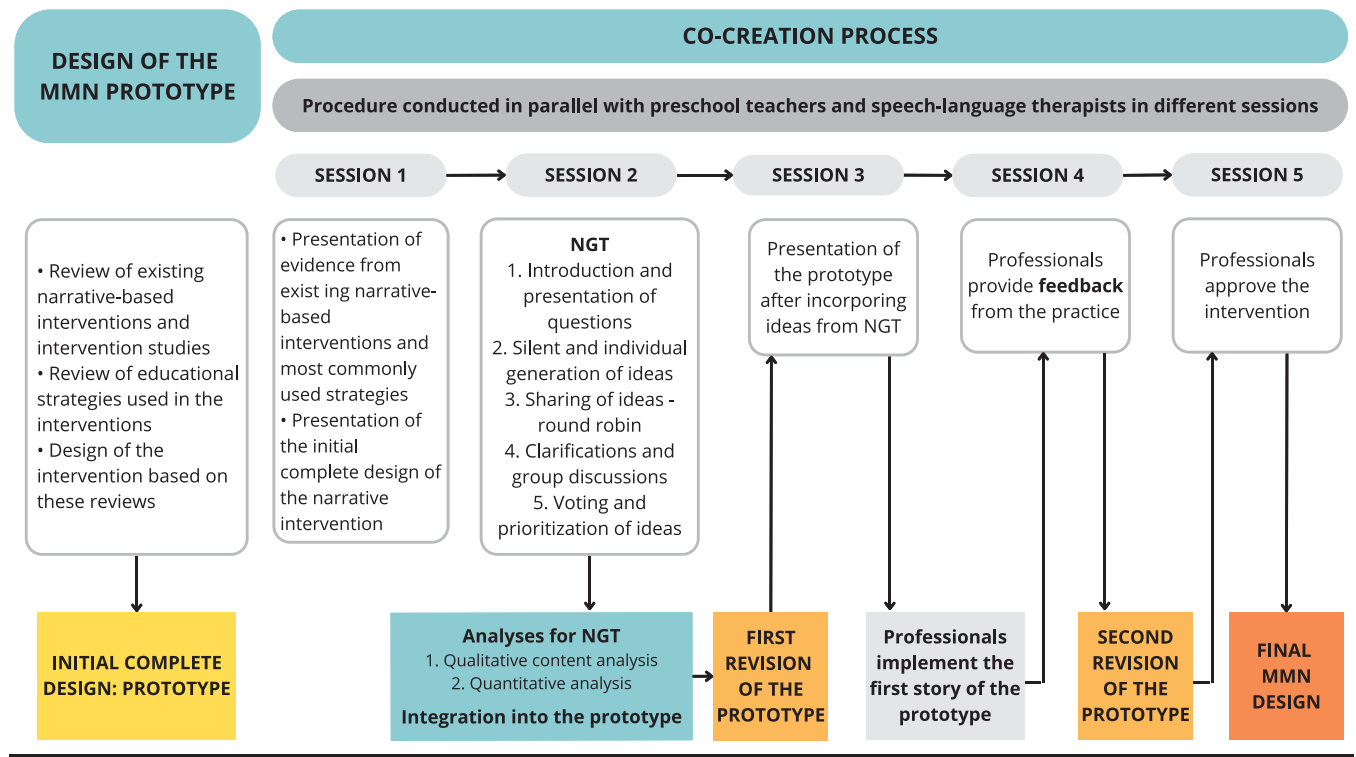 DESIGN OF THE
MMN PROTOTYPE
CO-CREATION PROCESS
Procedure conducted in parallel with preschool teachers and speech-language therapists in different sessions
SESSION 1
SESSION 2
SESSION 3
SESSION 4
SESSION 5
• Review of existing
narrative-based
interventions and
intervention studies
• Review of educational
strategies used in the
interventions
• Design of the
intervention based on
these reviews
• Presentation of
evidence from
exist ing narrative-
based
interventions and
most commonly
used strategies
• Presentation of
the initial
complete design of
the narrative
intervention
NGT
1. Introduction and
presentation of
questions
2. Silent and individual
generation of ideas
3. Sharing of ideas -
round robin
4. Clarifications and
group discussions
5. Voting and
prioritization of ideas
Presentation of
the prototype
after incorporing
ideas from NGT
Professionals
provide feedback
from the practice
Professionals
approve the
intervention
INITIAL COMPLETE
DESIGN: PROTOTYPE
Analyses for NGT
1. Qualitative content analysis
2. Quantitative analysis
Integration into the prototype
FIRST
REVISION
OF THE
PROTOTYPE
Professionals
implement the
first story of the
prototype
SECOND
REVISION
OF THE
PROTOTYPE
FINAL
MMN
DESIGN